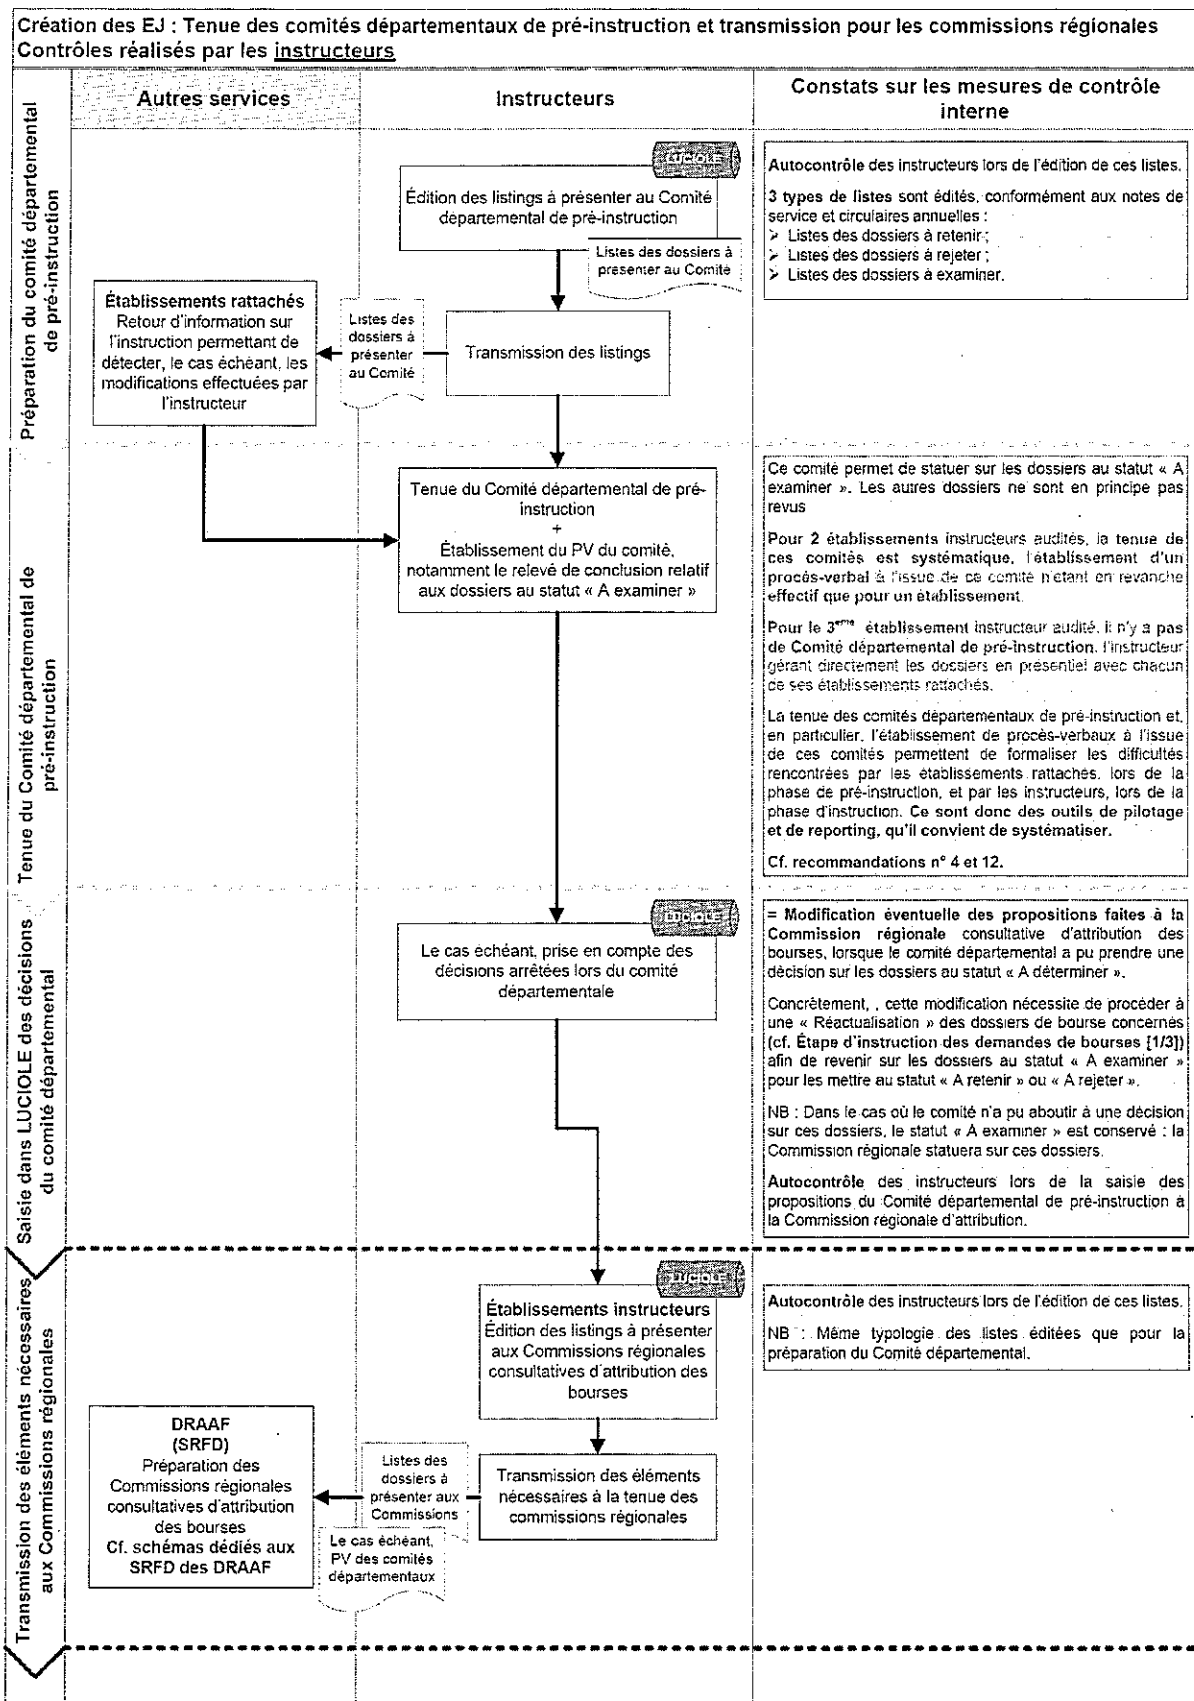 Création des EJ : Tenue des comités départementaux de pré-instruction et transmission pour les commissions régionales
Contrôles réalisés par les instructeurs
Autres services
Instructeurs
Constats sur les mesures de contrôle
interne
Préparation du comité départemental
de pré-instruction
LUCIOLE
Édition des listings à présenter au Comité
départemental de pré-instruction
Listes des dossiers à
présenter au Comité
Établissements rattachés
Retour d'information sur
l'instruction permettant de
détecter, le cas échéant, les
modifications effectuées par
l'instructeur
Listes des
dossiers à
présenter
au Comité
Transmission des listings
Autocontrôle des instructeurs lors de l'édition de ces listes.
3 types de listes sont édités, conformément aux notes de
service et circulaires annuelles :
➢ Listes des dossiers à retenir ;
➢ Listes des dossiers à rejeter ;
➢ Listes des dossiers à examiner.
Tenue du Comité départemental de
pré-instruction
Tenue du Comité départemental de pré-
instruction
+
Établissement du PV du comité,
notamment le relevé de conclusion relatif
aux dossiers au statut « A examiner »
Ce comité permet de statuer sur les dossiers au statut « A
examiner ». Les autres dossiers ne sont en principe pas
revus
Pour 2 établissements instructeurs audités, la tenue de
ces comités est systématique, l'établissement d'un
procès-verbal à l'issue de ce comité n'étant en revanche
effectif que pour un établissement.
Pour le 3ème établissement instructeur audité, il n'y a pas
de Comité départemental de pré-instruction, l'instructeur
gérant directement les dossiers en présentiel avec chacun
de ses établissements rattachés.
La tenue des comités départementaux de pré-instruction et,
en particulier, l'établissement de procès-verbaux à l'issue
de ces comités permettent de formaliser les difficultés
rencontrées par les établissements rattachés, lors de la
phase de pré-instruction, et par les instructeurs, lors de la
phase d'instruction. Ce sont donc des outils de pilotage
et de reporting, qu'il convient de systématiser.
Cf. recommandations n° 4 et 12.
Saisie dans LUCIOLE des décisions
du comité départemental
LUCIOLE
Le cas échéant, prise en compte des
décisions arrêtées lors du comité
départementale
= Modification éventuelle des propositions faites à la
Commission régionale consultative d'attribution des
bourses, lorsque le comité départemental a pu prendre une
décision sur les dossiers au statut « A déterminer ».
Concrètement, , cette modification nécessite de procéder à
une « Réactualisation » des dossiers de bourse concernés
(cf. Étape d'instruction des demandes de bourses [1/3])
afin de revenir sur les dossiers au statut « A examiner »
pour les mettre au statut « A retenir » ou « A rejeter ».
NB : Dans le cas où le comité n'a pu aboutir à une décision
sur ces dossiers, le statut « A examiner » est conservé : la
Commission régionale statuera sur ces dossiers.
Autocontrôle des instructeurs lors de la saisie des
propositions du Comité départemental de pré-instruction à
la Commission régionale d'attribution.
Transmission des éléments nécessaires
aux Commissions régionales
LUCIOLE
Établissements instructeurs
Édition des listings à présenter
aux Commissions régionales
consultatives d'attribution des
bourses
Autocontrôle des instructeurs lors de l'édition de ces listes.
NB : Même typologie des listes éditées que pour la
préparation du Comité départemental.
DRAAF
(SRFD)
Préparation des
Commissions régionales
consultatives d'attribution
des bourses
Cf. schémas dédiés aux
SRFD des DRAAF
Listes des
dossiers à
présenter aux
Commissions
Le cas échéant,
PV des comités
départementaux
Transmission des éléments
nécessaires à la tenue des
commissions régionales